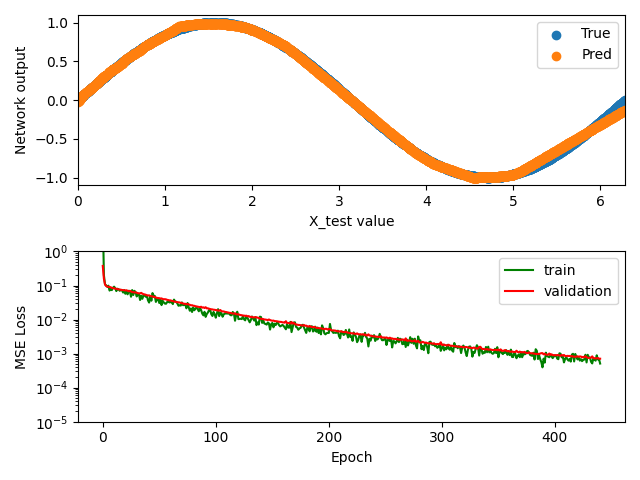 1.0
0.5
0.0
−0.5
−1.0
Network output
True
Pred
0 1 2 3 4 5 6
X_test value
10^0
10^−1
10^−2
10^−3
10^−4
10^−5
MSE Loss
train
validation
0 100 200 300 400
Epoch